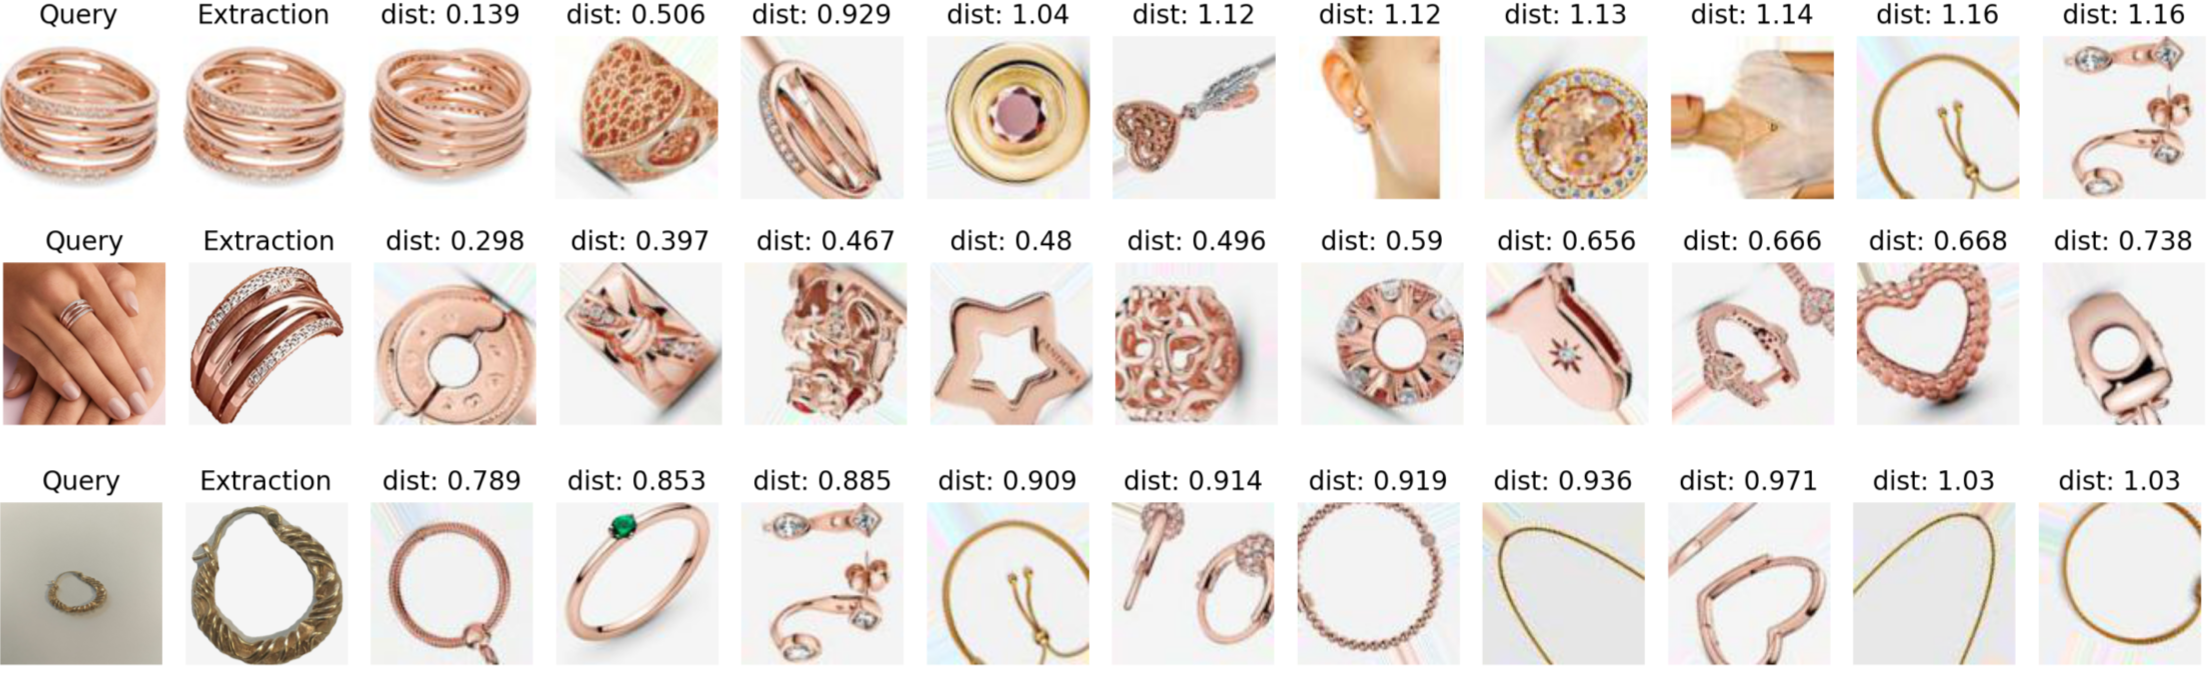 Query Extraction dist: 0.139 dist: 0.506 dist: 0.929 dist: 1.04 dist: 1.12 dist: 1.12 dist: 1.13 dist: 1.14 dist: 1.16 dist: 1.16
Query Extraction dist: 0.298 dist: 0.397 dist: 0.467 dist: 0.48 dist: 0.496 dist: 0.59 dist: 0.656 dist: 0.666 dist: 0.668 dist: 0.738
Query Extraction dist: 0.789 dist: 0.853 dist: 0.885 dist: 0.909 dist: 0.914 dist: 0.919 dist: 0.936 dist: 0.971 dist: 1.03 dist: 1.03